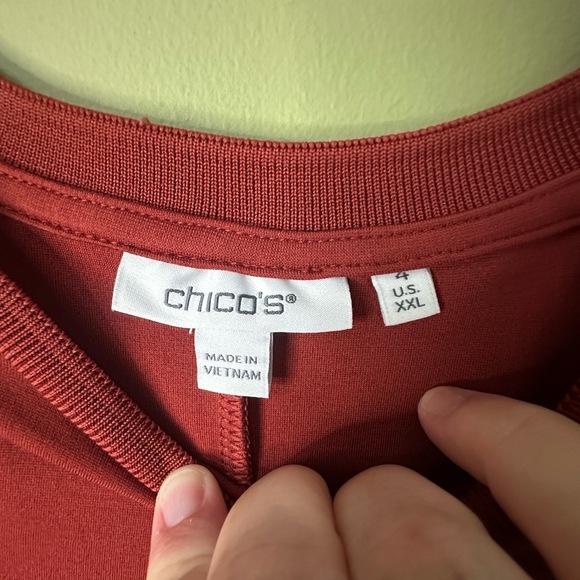 chico's®
MADE IN
VIETNAM
4
U.S.
XXL